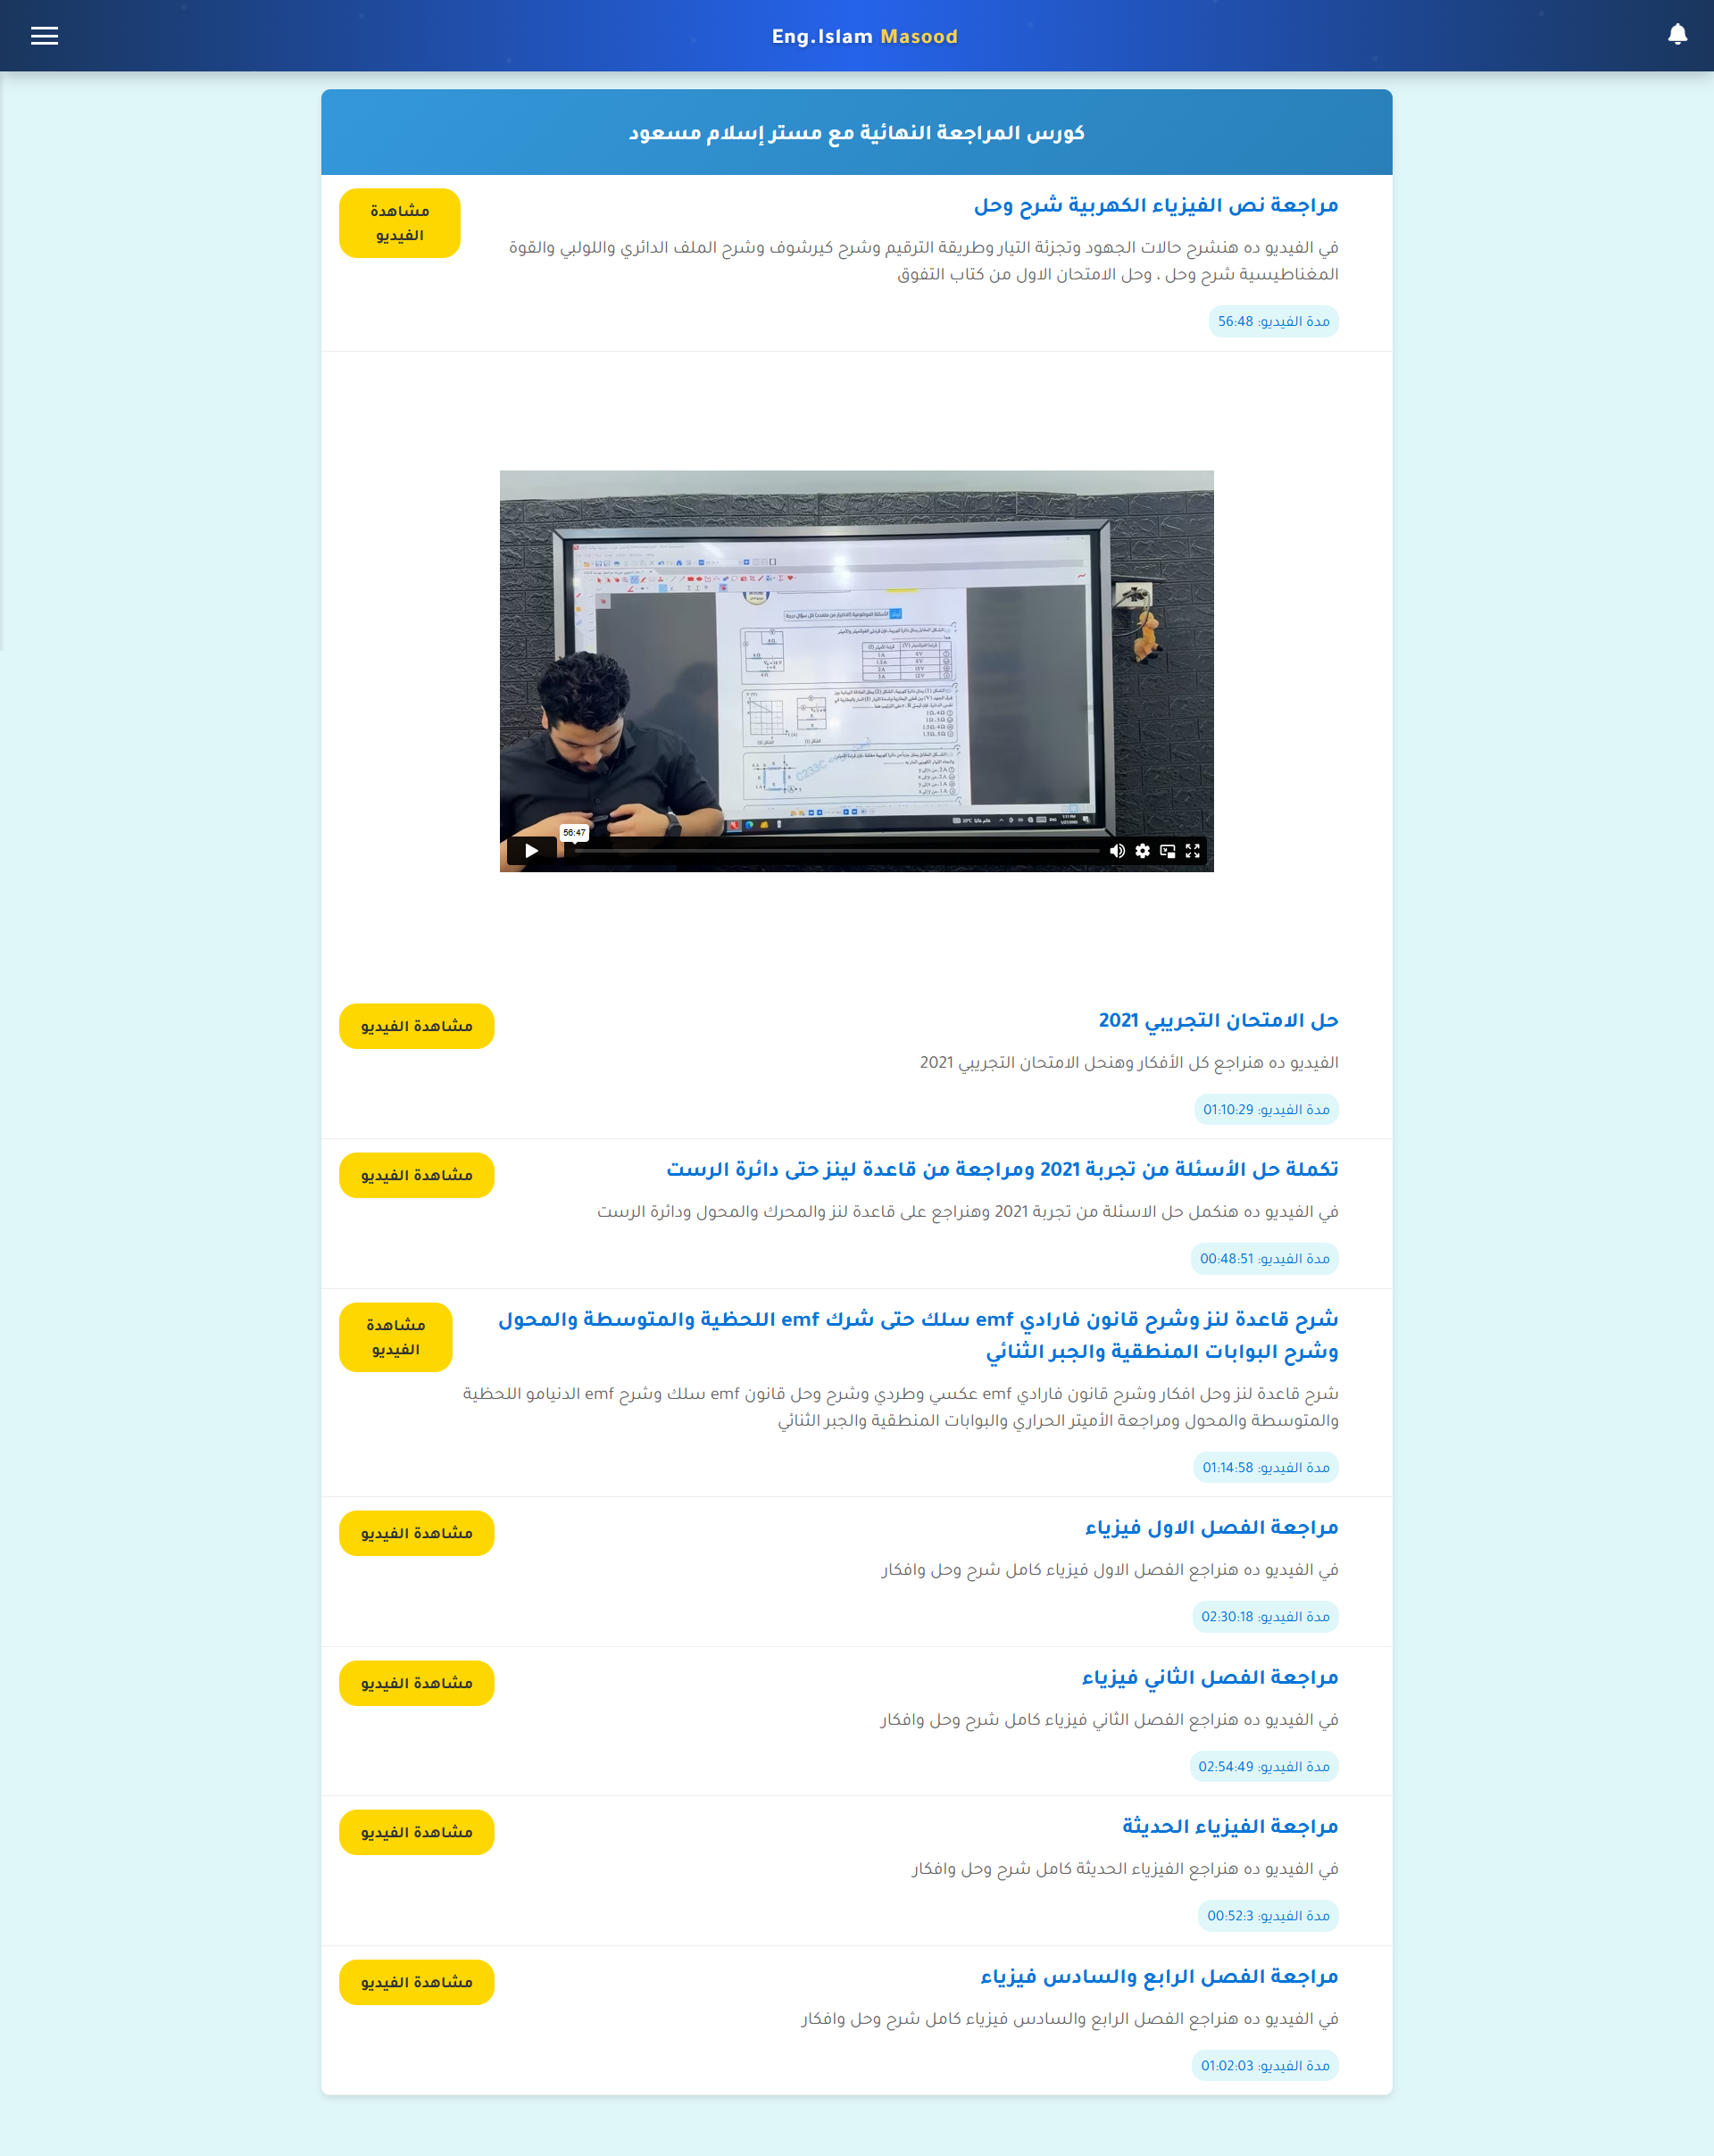 Eng.Islam Masood
كورس المراجعة النهائية مع مستر إسلام مسعود
مراجعة نص الفيزياء الكهربية شرح وحل
مشاهدة
الفيديو
في الفيديو ده هنشرح حالات الجهود وتجزئة التيار وطريقة الترقيم وشرح كيرشوف وشرح الملف الدائري واللولبي والقوة
المغناطيسية شرح وحل ، وحل الامتحان الاول من كتاب التفوق
مدة الفيديو: 56:48
56:47
حل الامتحان التجريبي 2021
مشاهدة الفيديو
الفيديو ده هنراجع كل الأفكار وهنحل الامتحان التجريبي 2021
مدة الفيديو: 01:10:29
تكملة حل الأسئلة من تجربة 2021 ومراجعة من قاعدة لينز حتى دائرة الرست
مشاهدة الفيديو
في الفيديو ده هنكمل حل الاسئلة من تجربة 2021 وهنراجع على قاعدة لنز والمحرك والمحول ودائرة الرست
مدة الفيديو: 00:48:51
شرح قاعدة لنز وشرح قانون فارادي emf سلك حتى شرك emf اللحظية والمتوسطة والمحول
وشرح البوابات المنطقية والجبر الثنائي
مشاهدة
الفيديو
شرح قاعدة لنز وحل افكار وشرح قانون فارادي emf عكسي وطردي وشرح وحل قانون emf سلك وشرح emf الدنيامو اللحظية
والمتوسطة والمحول ومراجعة الأميتر الحراري والبوابات المنطقية والجبر الثنائي
مدة الفيديو: 01:14:58
مراجعة الفصل الاول فيزياء
مشاهدة الفيديو
في الفيديو ده هنراجع الفصل الاول فيزياء كامل شرح وحل وافكار
مدة الفيديو: 02:30:18
مراجعة الفصل الثاني فيزياء
مشاهدة الفيديو
في الفيديو ده هنراجع الفصل الثاني فيزياء كامل شرح وحل وافكار
مدة الفيديو: 02:54:49
مراجعة الفيزياء الحديثة
مشاهدة الفيديو
في الفيديو ده هنراجع الفيزياء الحديثة كامل شرح وحل وافكار
مدة الفيديو: 00:52:3
مراجعة الفصل الرابع والسادس فيزياء
مشاهدة الفيديو
في الفيديو ده هنراجع الفصل الرابع والسادس فيزياء كامل شرح وحل وافكار
مدة الفيديو: 01:02:03